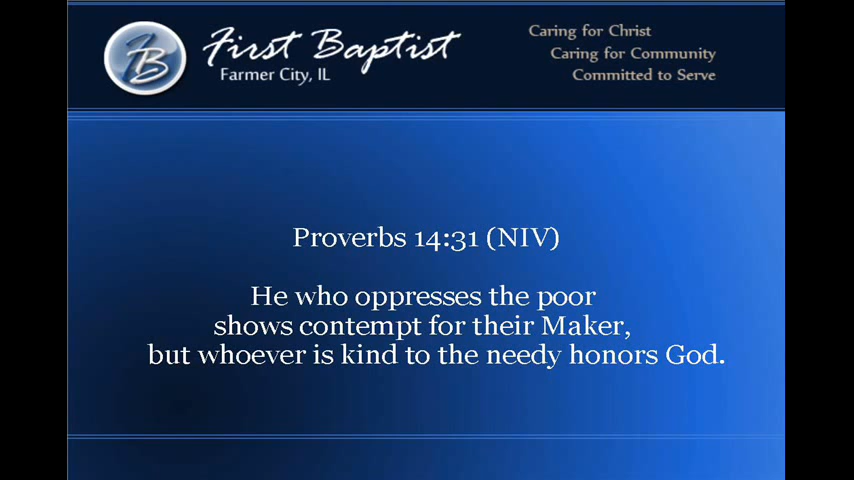 FB
First Baptist
Farmer City, IL
Caring for Christ
Caring for Community
Committed to Serve
Proverbs 14:31 (NIV)
He who oppresses the poor
shows contempt for their Maker,
but whoever is kind to the needy honors God.